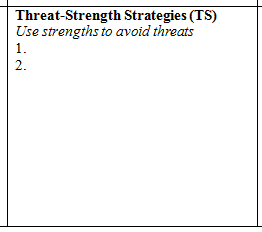 Threat-Strength Strategies (TS)
Use strengths to avoid threats
1.
2.